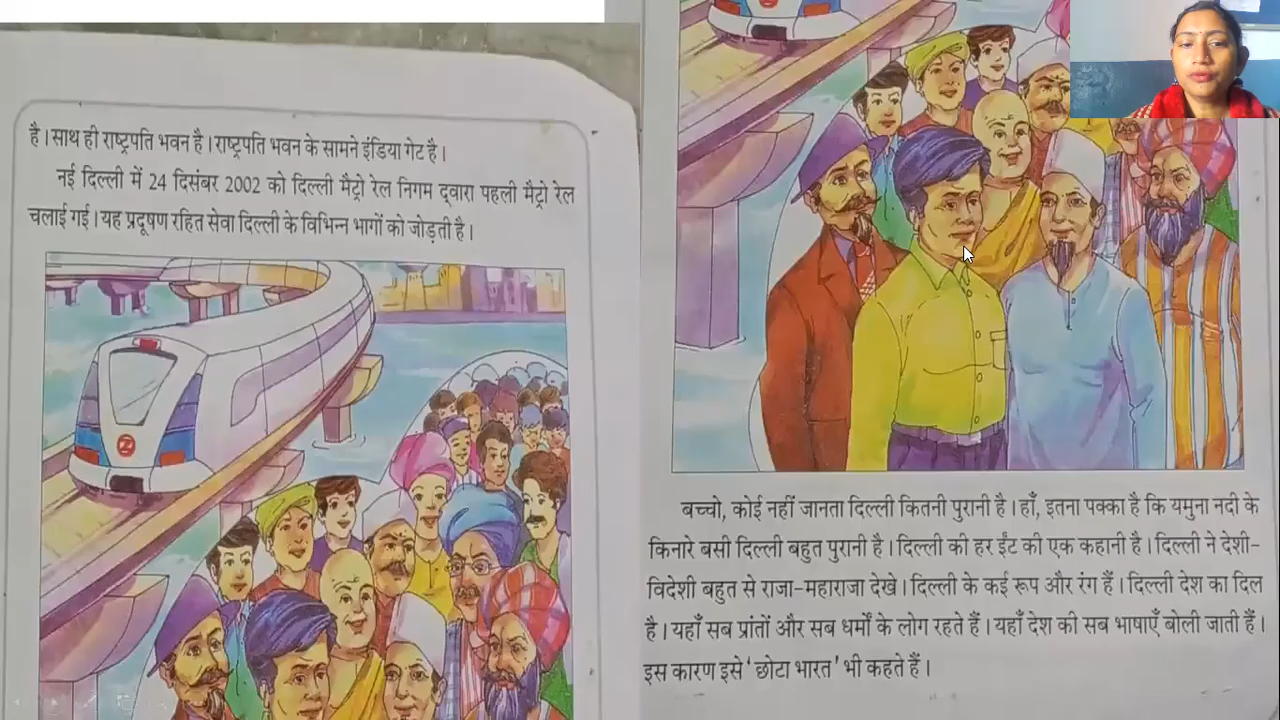 है। साथ ही राष्ट्रपति भवन है। राष्ट्रपति भवन के सामने इंडिया गेट है।
नई दिल्ली में 24 दिसंबर 2002 को दिल्ली मैट्रो रेल निगम द्वारा पहली मैट्रो रेल
चलाई गई। यह प्रदूषण रहित सेवा दिल्ली के विभिन्न भागों को जोड़ती है।
बच्चो, कोई नहीं जानता दिल्ली कितनी पुरानी है। हाँ, इतना पक्का है कि यमुना नदी के
किनारे बसी दिल्ली बहुत पुरानी है। दिल्ली की हर ईंट की एक कहानी है। दिल्ली ने देशी-
विदेशी बहुत से राजा-महाराजा देखे। दिल्ली के कई रूप और रंग हैं। दिल्ली देश का दिल
है। यहाँ सब प्रांतों और सब धर्मों के लोग रहते हैं। यहाँ देश की सब भाषाएँ बोली जाती हैं।
इस कारण इसे 'छोटा भारत' भी कहते हैं।